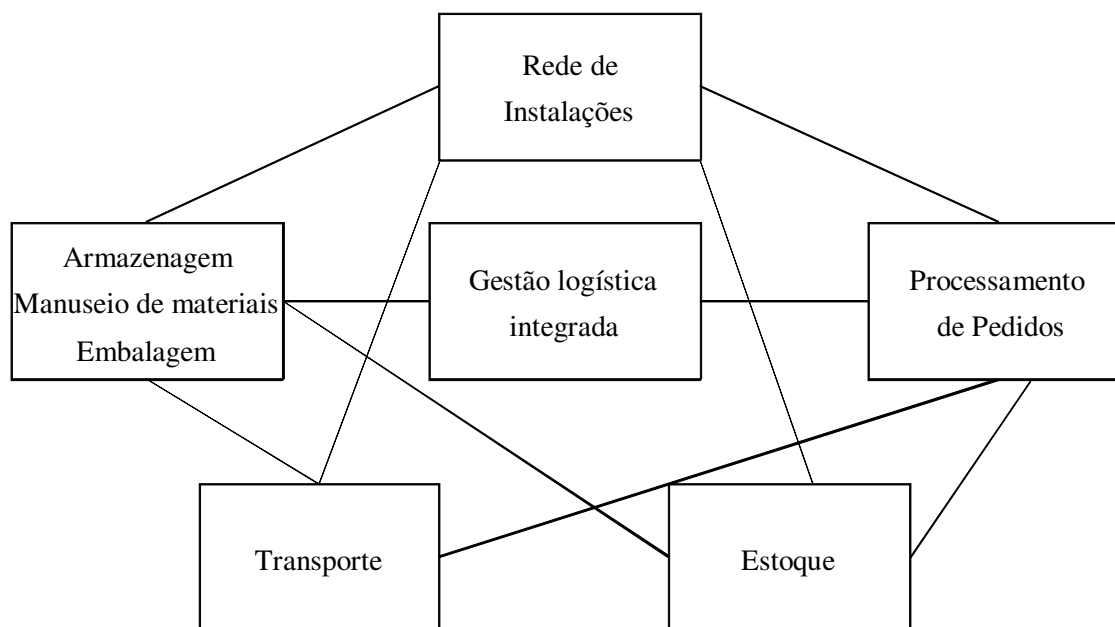 Rede de
Instalações
Armazenagem
Manuseio de materiais
Embalagem
Gestão logística
integrada
Processamento
de Pedidos
Transporte
Estoque